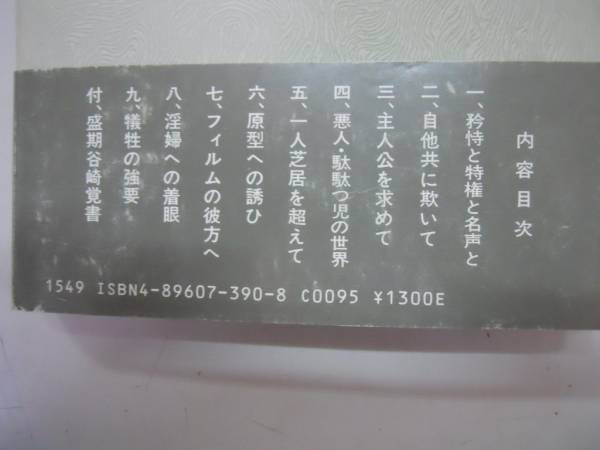 内容目次
一、矜恃と特権と名声と
二、自他共に欺いて
三、主人公を求めて
四、悪人・駄駄っ児の世界
五、一人芝居を超えて
六、原型への誘ひ
七、フィルムの彼方へ
八、淫婦への着眼
九、犠牲の強要
付、盛期谷崎覚書
1549 ISBN4-89607-390-8 C0095 ¥1300E